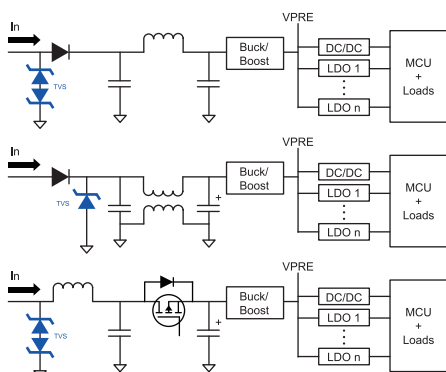 In
TVS
Buck/
Boost
VPRE
DC/DC
LDO 1
LDO n
MCU
+
Loads
In
TVS
+
Buck/
Boost
VPRE
DC/DC
LDO 1
LDO n
MCU
+
Loads
In
TVS
+
Buck/
Boost
VPRE
DC/DC
LDO 1
LDO n
MCU
+
Loads